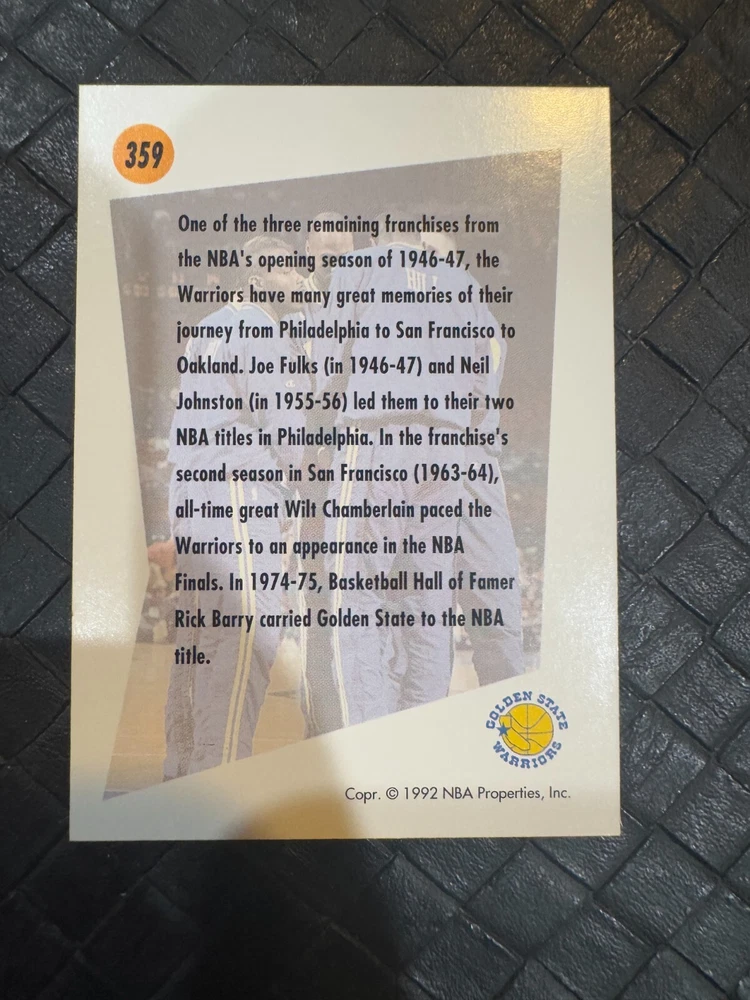 359
One of the three remaining franchises from
the NBA's opening season of 1946-47, the
Warriors have many great memories of their
journey from Philadelphia to San Francisco to
Oakland. Joe Fulks (in 1946-47) and Neil
Johnston (in 1955-56) led them to their two
NBA titles in Philadelphia. In the franchise's
second season in San Francisco (1963-64),
all-time great Wilt Chamberlain paced the
Warriors to an appearance in the NBA
Finals. In 1974-75, Basketball Hall of Famer
Rick Barry carried Golden State to the NBA
title.
GOLDEN STATE
WARRIORS
Copr. © 1992 NBA Properties, Inc.